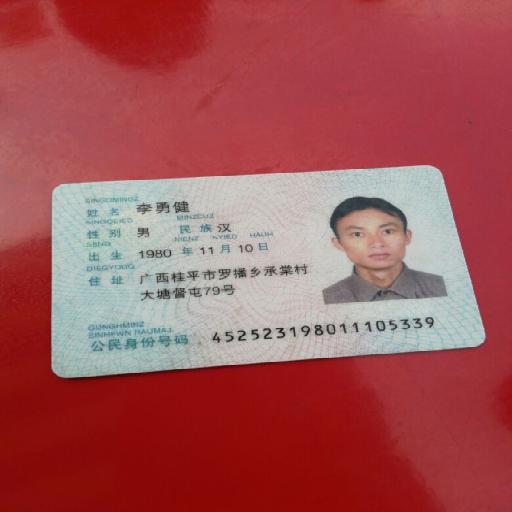 SINGQMINGZ
姓 名 李勇健
SINGQBIED MINZCUZ
性 别 男 民 族 汉
SENG NIENZ NYIED HAUH
出 生 1980 年 11 月 10 日
DIEGYOUQ
住 址 广西桂平市罗播乡承棠村
大塘督屯79号
GUNGHMINZ
SINHFWN HAUMAJ
公民身份号码 452523198011105339